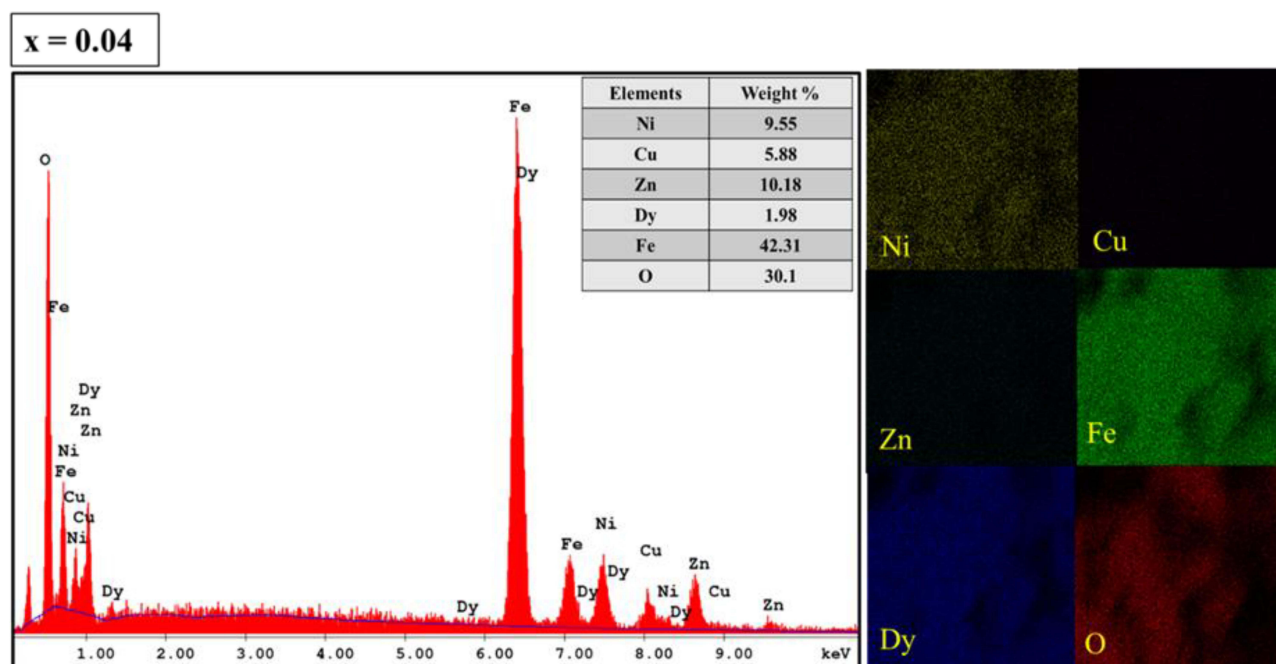 x = 0.04
Elements Weight %
Ni 9.55
Cu 5.88
Zn 10.18
Dy 1.98
Fe 42.31
O 30.1
Fe
O
Dy
Fe
Dy
Zn
Zn
Ni
Fe
Cu
Cu
Ni
Dy
Dy
Fe
Dy
Ni
Dy
Cu
Ni
Dy
Zn
Cu
Zn
1.00 2.00 3.00 4.00 5.00 6.00 7.00 8.00 9.00 keV
Ni
Cu
Zn
Fe
Dy
O